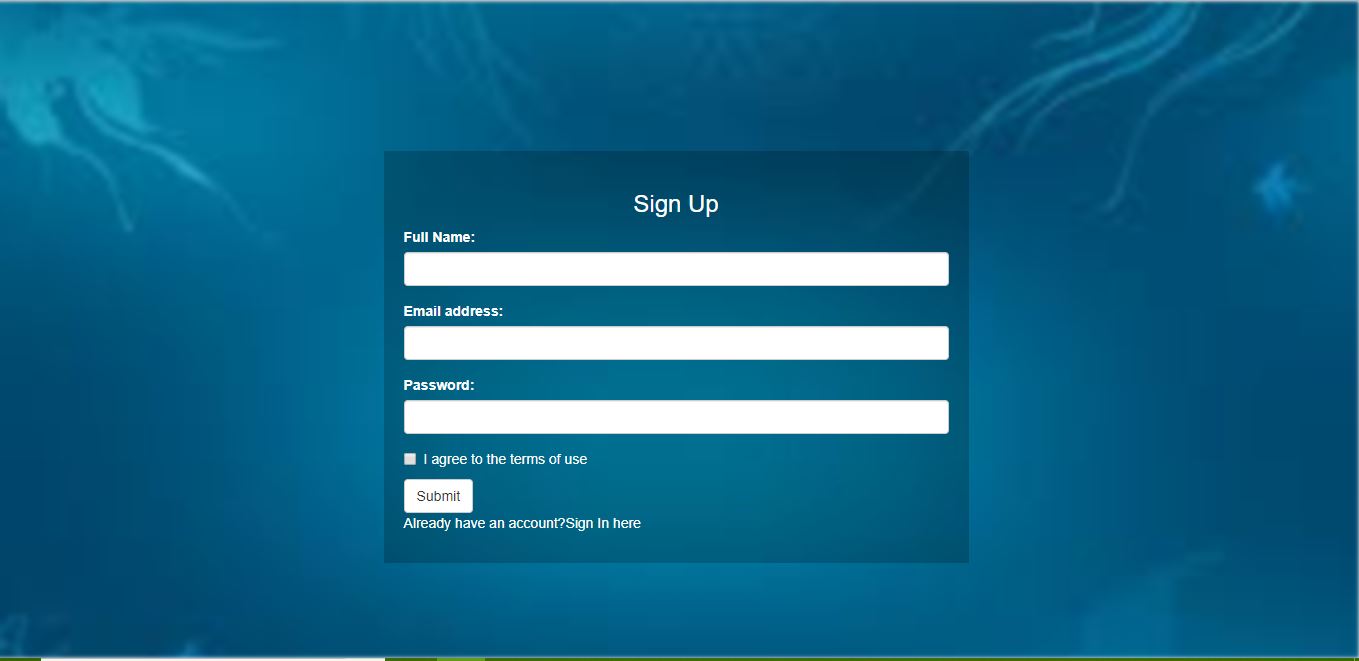 Sign Up
Full Name:
Email address:
Password:
I agree to the terms of use
Submit
Already have an account?Sign In here